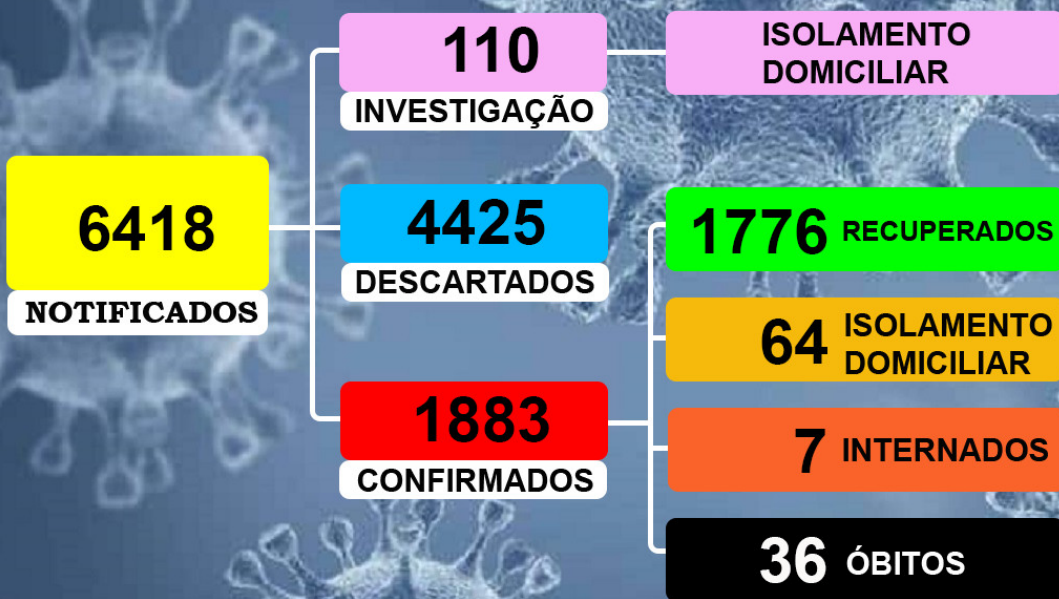 6418
NOTIFICADOS
110
INVESTIGAÇÃO
ISOLAMENTO
DOMICILIAR
4425
DESCARTADOS
1883
CONFIRMADOS
1776 RECUPERADOS
64 ISOLAMENTO
DOMICILIAR
7 INTERNADOS
36 ÓBITOS